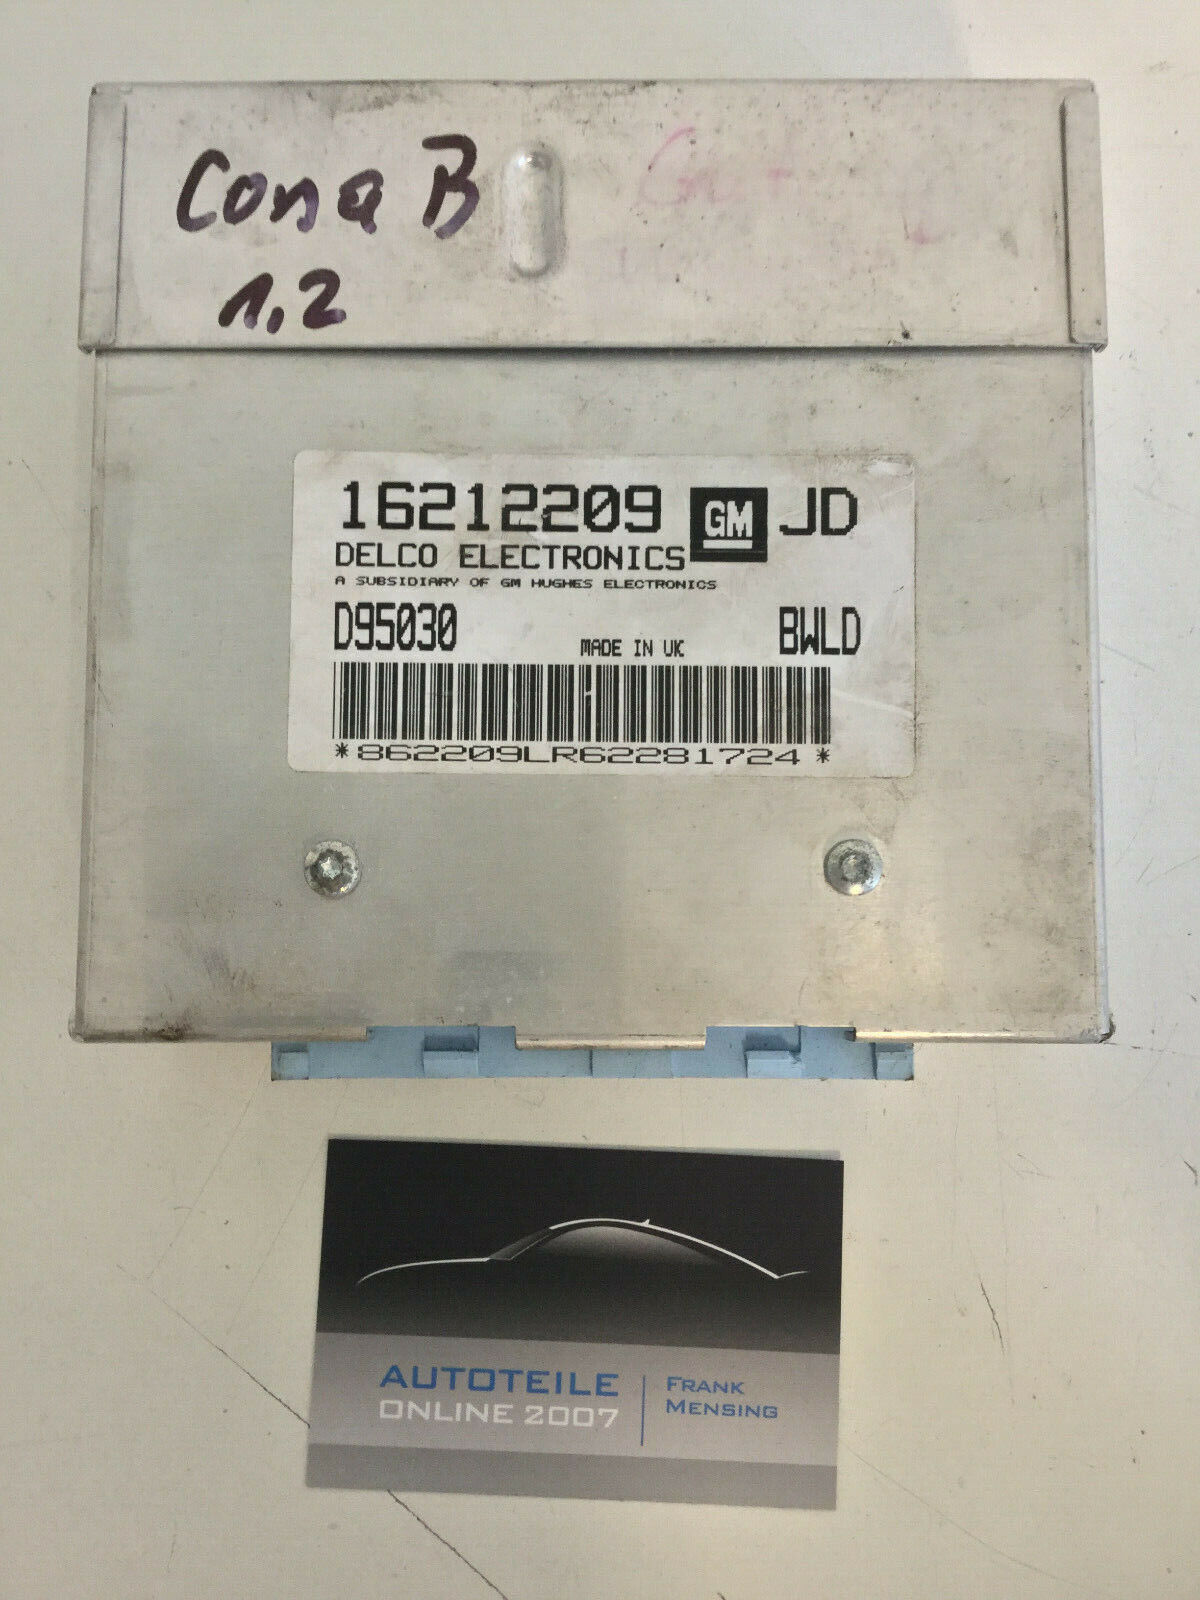 Corsa B
1,2
16212209 GM JD
DELCO ELECTRONICS
A SUBSIDIARY OF GM HUGHES ELECTRONICS
D95030 MADE IN UK BWLD
*862209LR62281724*
AUTOTEILE
ONLINE 2007
FRANK
MENSING